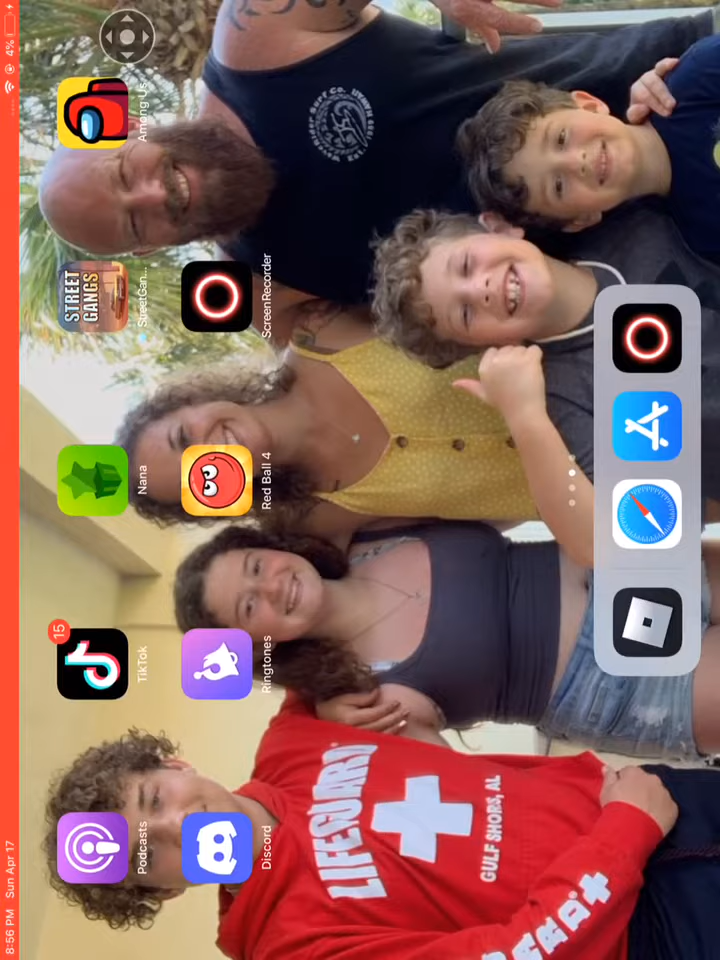 8:56 PM Sun Apr 17
4%
15
STREET
GANGS
Podcasts
TikTok
Nana
StreetGan...
Among Us
Discord
Ringtones
Red Ball 4
ScreenRecorder
LIFEGUARD
GULF SHORS, AL